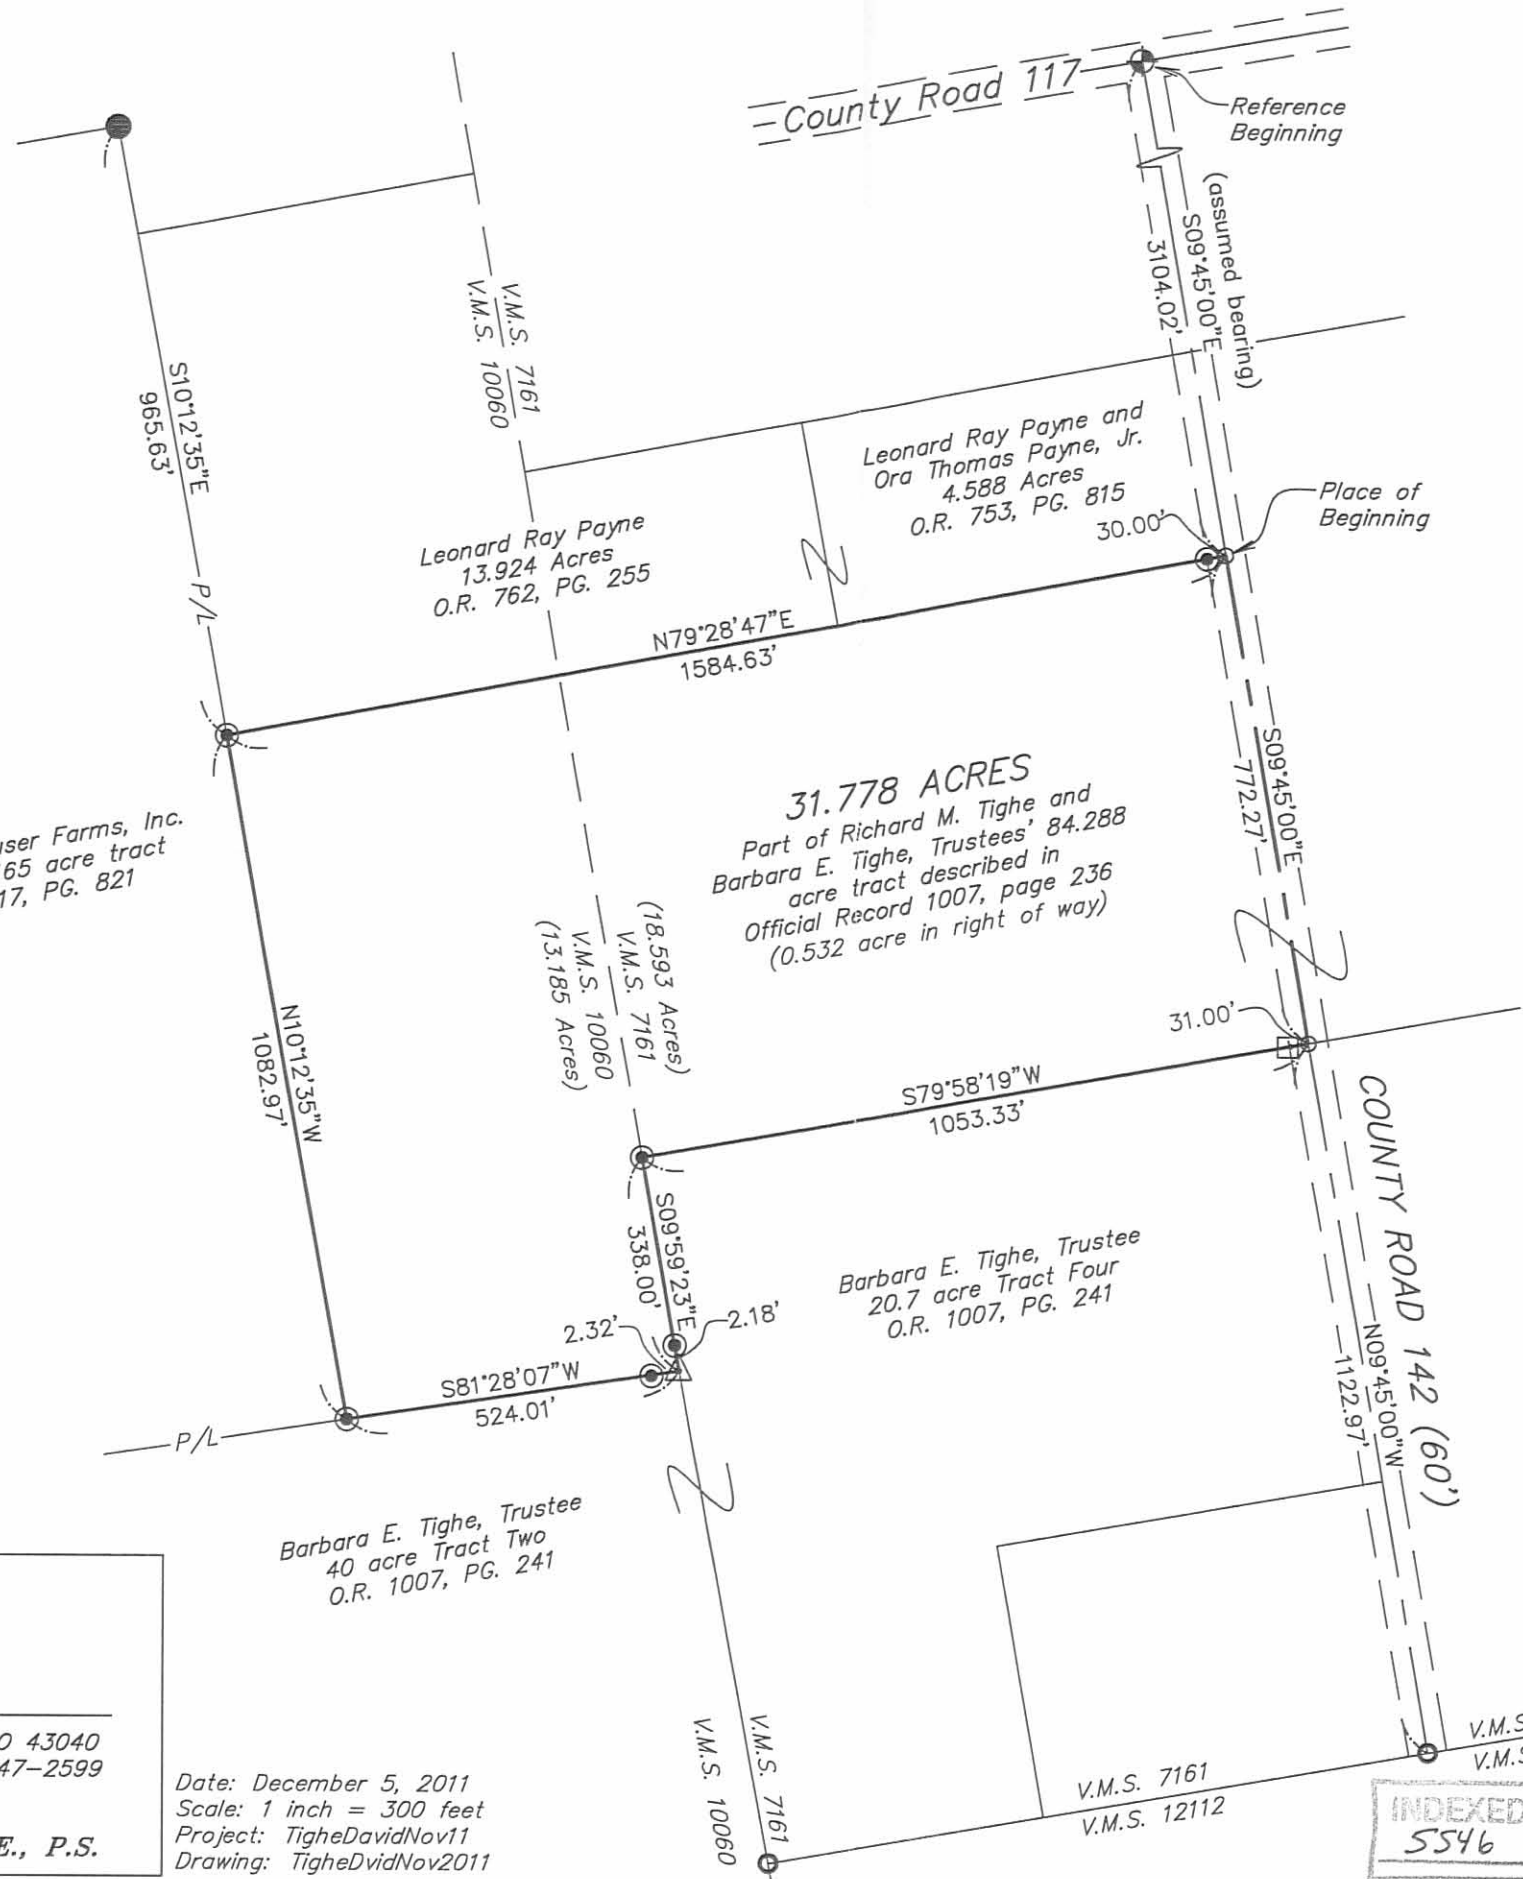 County Road 117
Reference
Beginning
(assumed bearing)
S09°45'00"E
3104.02'
V.M.S. 7161
V.M.S. 10060
S10°12'35"E
965.63'
Leonard Ray Payne and
Ora Thomas Payne, Jr.
4.588 Acres
O.R. 753, PG. 815
30.00'
Place of
Beginning
Leonard Ray Payne
13.924 Acres
O.R. 762, PG. 255
P/L
N79°28'47"E
1584.63'
31.778 ACRES
Part of Richard M. Tighe and
Barbara E. Tighe, Trustees' 84.288
acre tract described in
Official Record 1007, page 236
(0.532 acre in right of way)
S09°45'00"E
772.27'
Farms, Inc.
65 acre tract
17, PG. 821
(18.593 Acres)
V.M.S. 7161
V.M.S. 10060
(13.185 Acres)
N10°12'35"W
1082.97'
31.00'
S79°58'19"W
1053.33'
COUNTY ROAD 142 (60')
S09°59'23"E
338.00'
Barbara E. Tighe, Trustee
20.7 acre Tract Four
O.R. 1007, PG. 241
2.32'
2.18'
S81°28'07"W
524.01'
P/L
N09°45'00"W
1122.97'
Barbara E. Tighe, Trustee
40 acre Tract Two
O.R. 1007, PG. 241
V.M.S. 7161
V.M.S. 10060
V.M.S. 7161
V.M.S. 12112
V.M.S
V.M.S
43040
47-2599
E., P.S.
Date: December 5, 2011
Scale: 1 inch = 300 feet
Project: TigheDavidNov11
Drawing: TigheDvidNov2011
INDEXED
5546